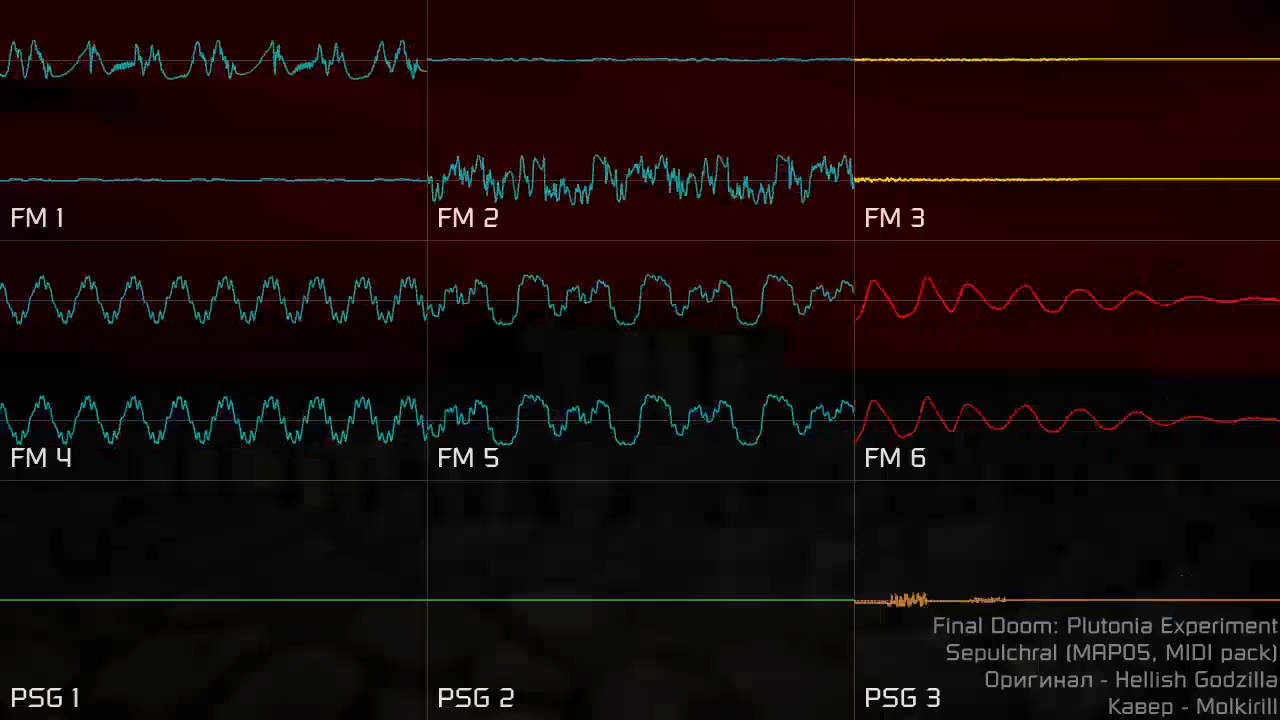 FM 1
FM 2
FM 3
FM 4
FM 5
FM 6
PSG 1
PSG 2
PSG 3
Final Doom: Plutonia Experiment
Sepulchral (MAP05, MIDI pack)
Оригинал - Hellish Godzilla
Кавер - Molkirill